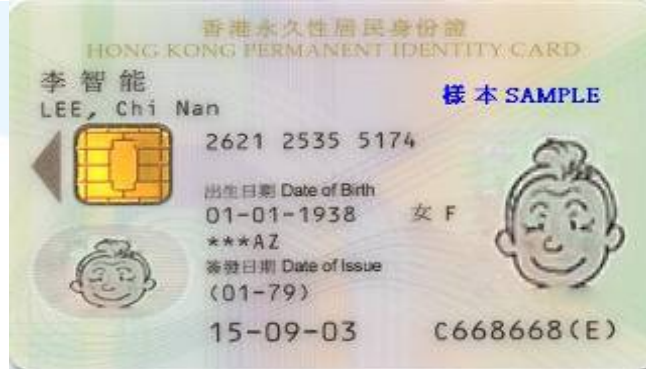 香港永久性居民身份證
HONG KONG PERMANENT IDENTITY CARD
李智能
LEE, Chi Nan
樣本 SAMPLE
2621 2535 5174
出生日期 Date of Birth
01-01-1938 女 F
***AZ
簽發日期 Date of Issue
(01-79)
15-09-03 C668668(E)